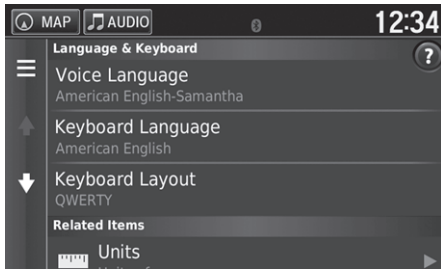 MAP AUDIO 12:34
Language & Keyboard
?
Voice Language
American English-Samantha
Keyboard Language
American English
Keyboard Layout
QWERTY
Related Items
Units